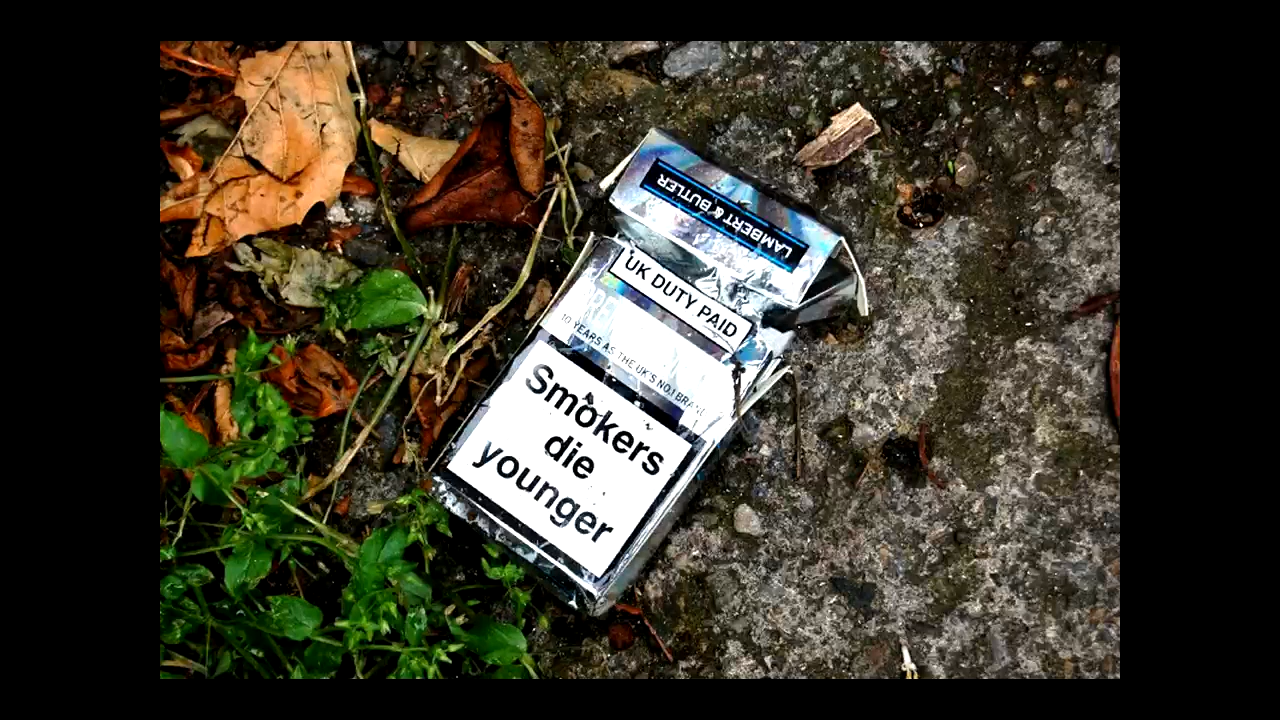 LAMBERT & BUTLER
UK DUTY PAID
10 YEARS AS THE UK'S NO.1 BRAND
Smokers
die
younger